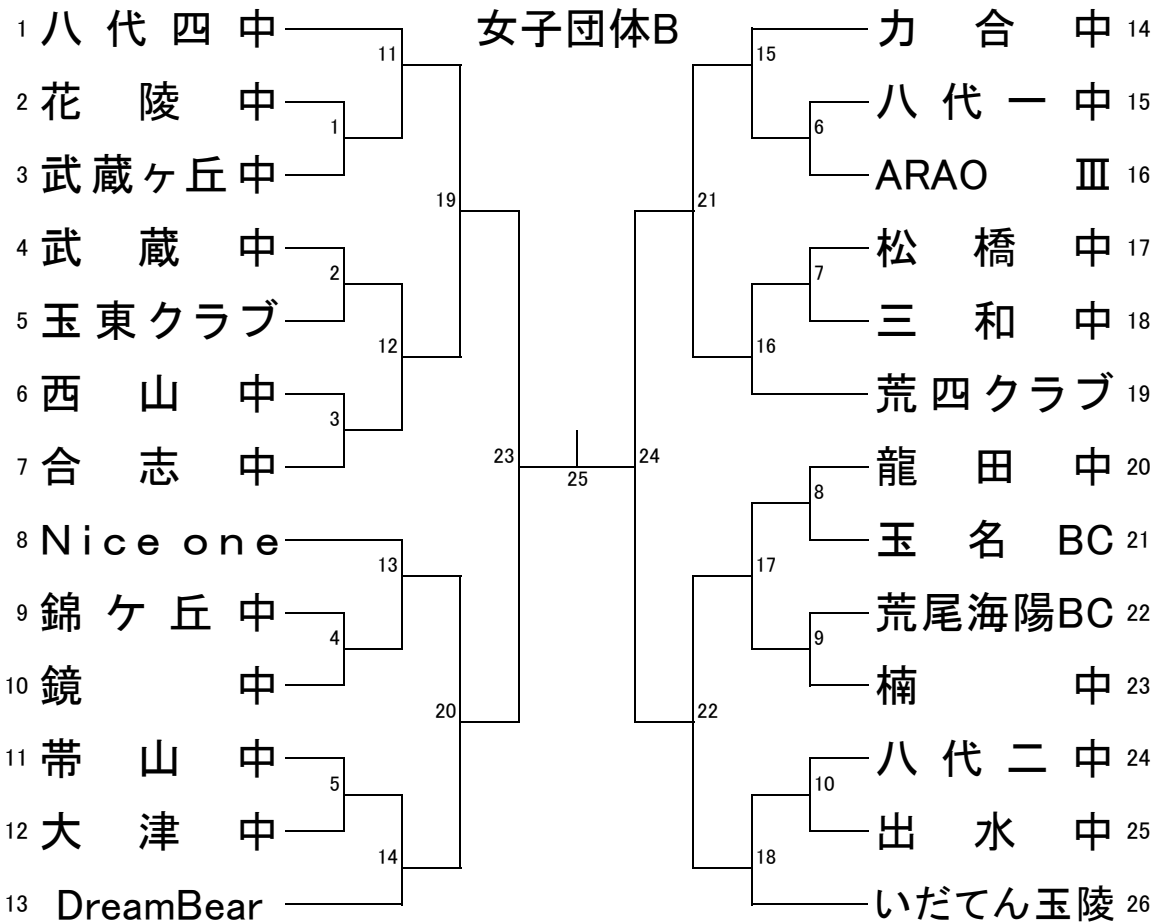 女子団体B
1 八代四中
2 花陵中
3 武蔵ヶ丘中
4 武蔵中
5 玉東クラブ
6 西山中
7 合志中
8 Nice one
9 錦ケ丘中
10 鏡中
11 帯山中
12 大津中
13 DreamBear
11
1
19
2
12
3
23
13
4
20
5
14
25
15
6
21
7
16
24
8
17
9
22
10
18
力合中 14
八代一中 15
ARAO Ⅲ 16
松橋中 17
三和中 18
荒四クラブ 19
龍田中 20
玉名BC 21
荒尾海陽BC 22
楠中 23
八代二中 24
出水中 25
いだてん玉陵 26